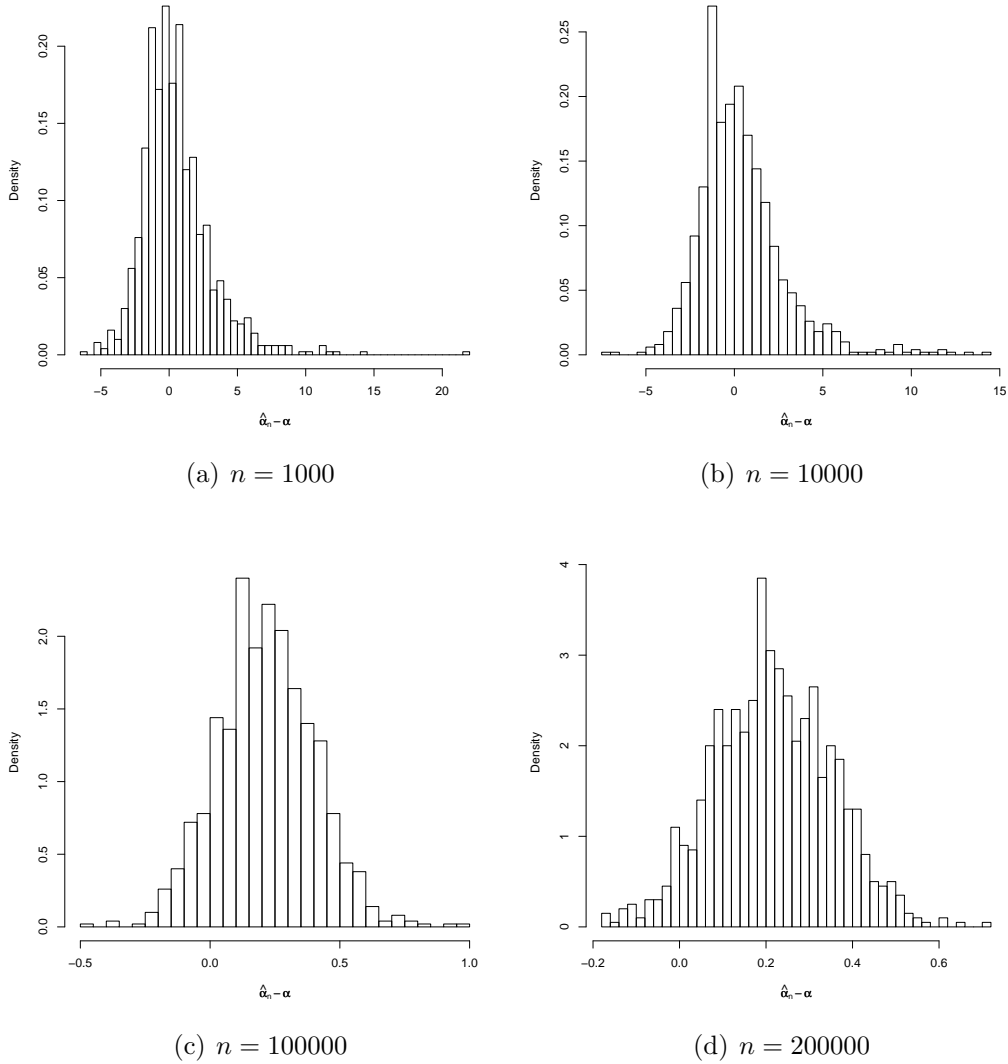 0.20
0.15
0.10
0.05
0.00
Density
−5 0 5 10 15 20
α̂ₙ−α
(a) n = 1000
0.25
0.20
0.15
0.10
0.05
0.00
Density
−5 0 5 10 15
α̂ₙ−α
(b) n = 10000
2.0
1.5
1.0
0.5
0.0
Density
−0.5 0.0 0.5 1.0
α̂ₙ−α
(c) n = 100000
4
3
2
1
0
Density
−0.2 0.0 0.2 0.4 0.6
α̂ₙ−α
(d) n = 200000